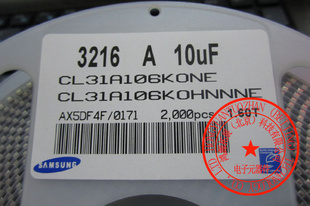 3216 A 10uF
CL31A106KONE
CL31A106KOHNNNE
AX5DF4F/0171 2,000pcs 1.60T
SAMSUNG